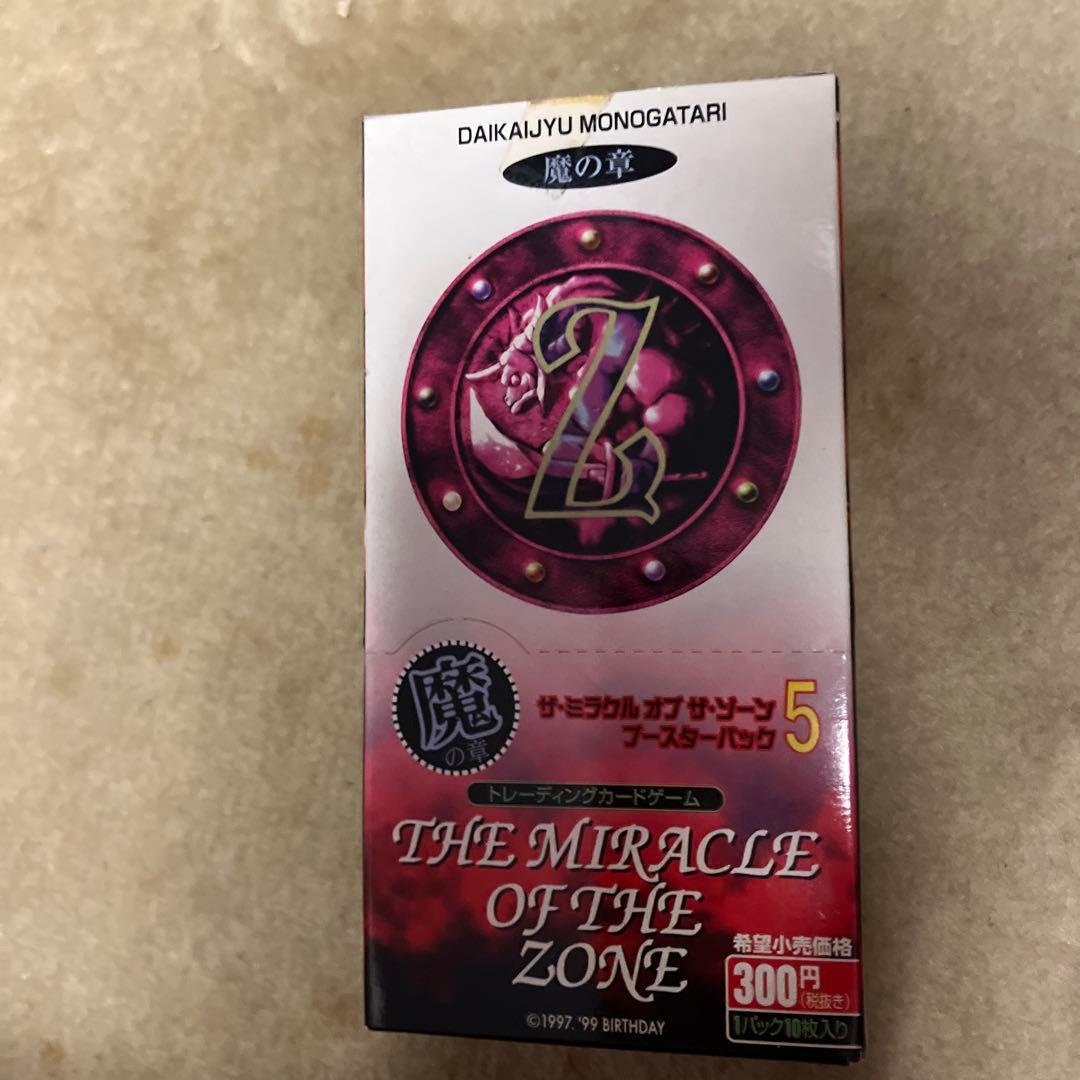 DAIKAIJYU MONOGATARI
魔の章
Z
魔
の章
ザ・ミラクル オブ ザ・ゾーン
ブースターパック
5
トレーディングカードゲーム
THE MIRACLE
OF THE
ZONE
希望小売価格
300円
(税抜き)
1パック10枚入り
©1997, '99 BIRTHDAY